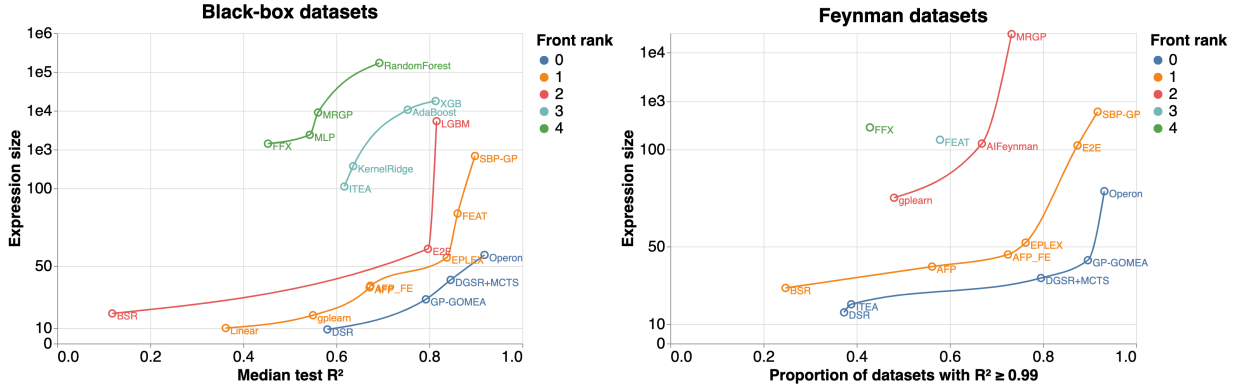 Black-box datasets
Expression size
1e6
1e5
1e4
1e3
100
50
10
0
RandomForest
MRGP
MLP
FFX
XGB
AdaBoost
LGBM
KernelRidge
ITEA
SBP-GP
FEAT
E2E
EPLEX
Operon
DGSR+MCTS
AFP_FE
AFP
GP-GOMEA
BSR
gplearn
Linear
DSR
0.0 0.2 0.4 0.6 0.8 1.0
Median test R²
Front rank
0
1
2
3
4
Feynman datasets
Expression size
1e4
1e3
100
50
10
0
MRGP
SBP-GP
FFX
FEAT
AIFeynman
E2E
gplearn
Operon
EPLEX
AFP_FE
GP-GOMEA
AFP
DGSR+MCTS
BSR
ITEA
DSR
0.0 0.2 0.4 0.6 0.8 1.0
Proportion of datasets with R² ≥ 0.99
Front rank
0
1
2
3
4